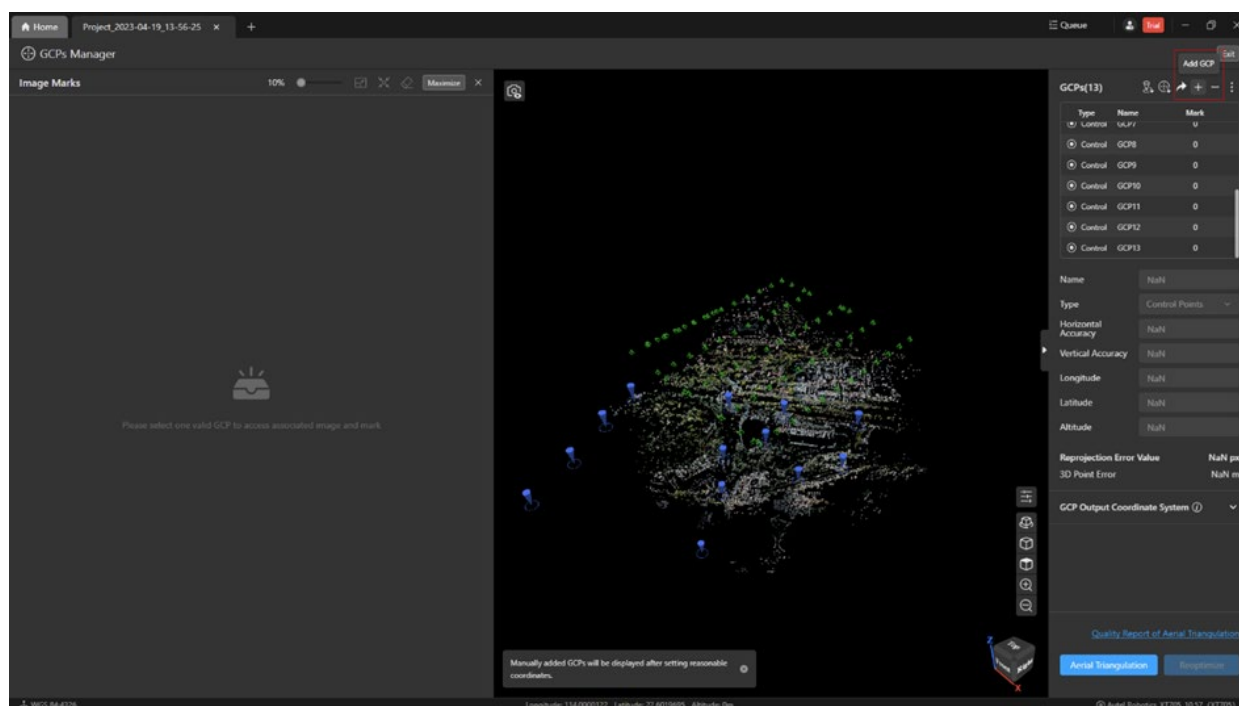 Home Project_2023-04-19_13-56-25 × + Queue Trial
GCPs Manager
Exit
Add GCP
Image Marks 10% Maximize ×
GCPs(13)
Type Name Mark
Control GCP7 0
Control GCP8 0
Control GCP9 0
Control GCP10 0
Control GCP11 0
Control GCP12 0
Control GCP13 0
Name NaN
Type Control Points
Horizontal
Accuracy NaN
Vertical Accuracy NaN
Longitude NaN
Latitude NaN
Altitude NaN
Please select one valid GCP to access associated image and mark
Reprojection Error Value NaN px
3D Point Error NaN m
GCP Output Coordinate System
Quality Report of Aerial Triangulation
Aerial Triangulation Reoptimize
Manually added GCPs will be displayed after setting reasonable
coordinates.
Top
Z
X